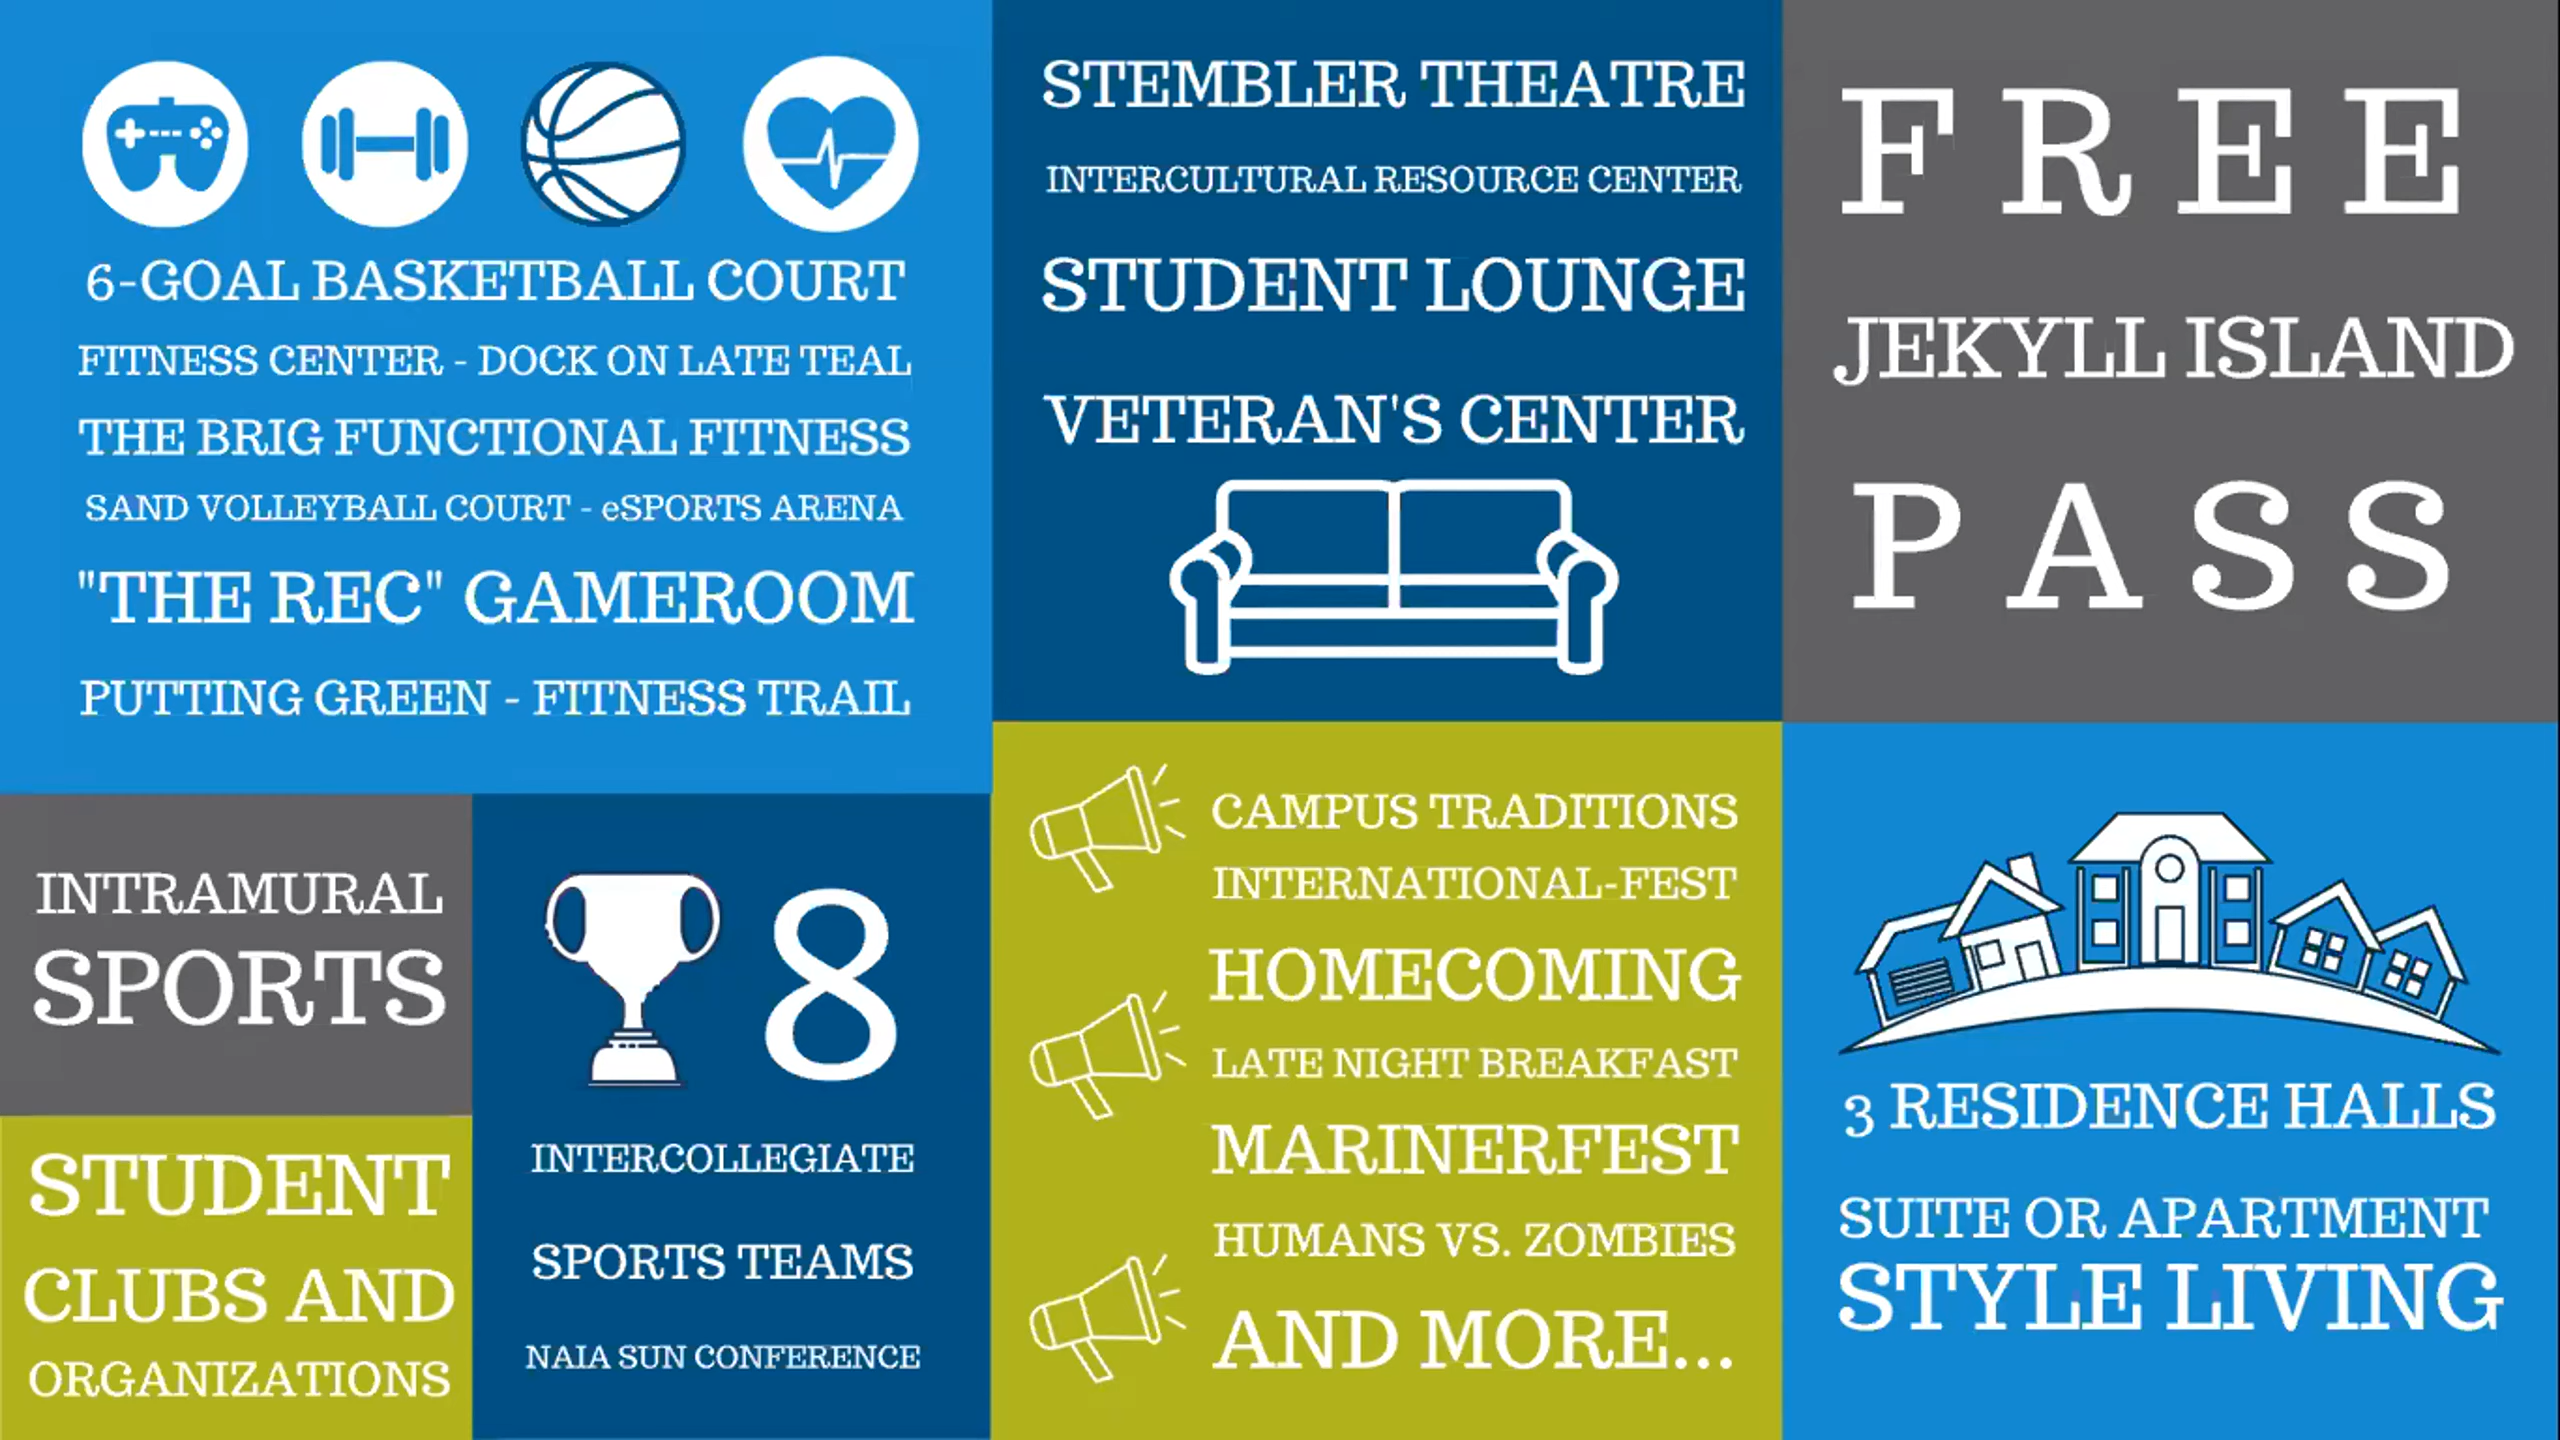 6-GOAL BASKETBALL COURT
FITNESS CENTER - DOCK ON LATE TEAL
THE BRIG FUNCTIONAL FITNESS
SAND VOLLEYBALL COURT - eSPORTS ARENA
"THE REC" GAMEROOM
PUTTING GREEN - FITNESS TRAIL
STEMBLER THEATRE
INTERCULTURAL RESOURCE CENTER
STUDENT LOUNGE
VETERAN'S CENTER
FREE
JEKYLL ISLAND
PASS
INTRAMURAL
SPORTS
STUDENT
CLUBS AND
ORGANIZATIONS
8
INTERCOLLEGIATE
SPORTS TEAMS
NAIA SUN CONFERENCE
CAMPUS TRADITIONS
INTERNATIONAL-FEST
HOMECOMING
LATE NIGHT BREAKFAST
MARINERFEST
HUMANS VS. ZOMBIES
AND MORE...
3 RESIDENCE HALLS
SUITE OR APARTMENT
STYLE LIVING